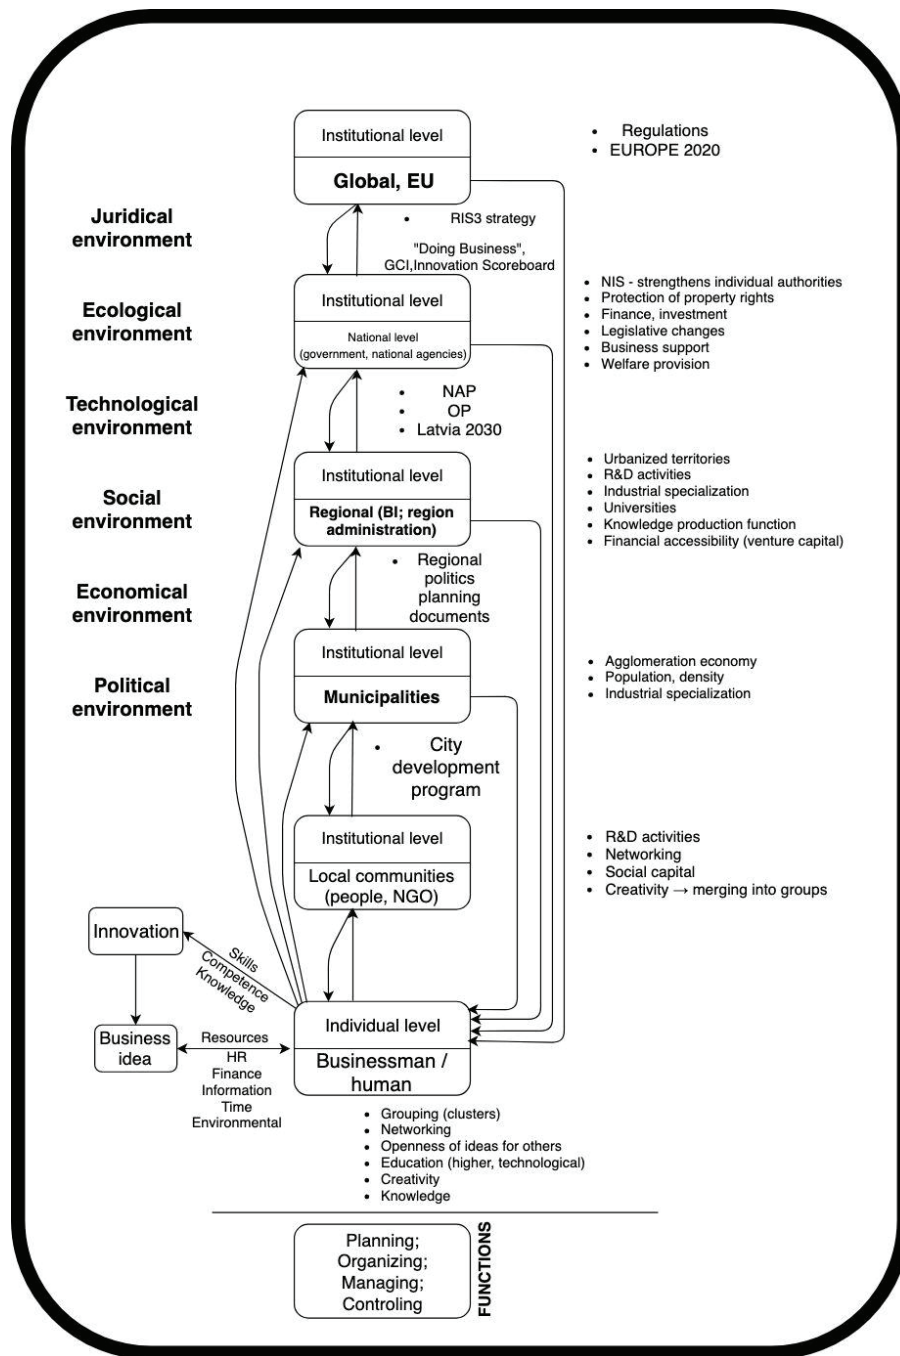 Institutional level
Global, EU
• Regulations
• EUROPE 2020
Juridical
environment
• RIS3 strategy
"Doing Business",
GCI,Innovation Scoreboard
Ecological
environment
Institutional level
National level
(government, national agencies)
• NIS - strengthens individual authorities
• Protection of property rights
• Finance, investment
• Legislative changes
• Business support
• Welfare provision
Technological
environment
• NAP
• OP
• Latvia 2030
Social
environment
Institutional level
Regional (BI; region
administration)
• Urbanized territories
• R&D activities
• Industrial specialization
• Universities
• Knowledge production function
• Financial accessibility (venture capital)
Economical
environment
• Regional
politics
planning
documents
Political
environment
Institutional level
Municipalities
• Agglomeration economy
• Population, density
• Industrial specialization
• City
development
program
Institutional level
Local communities
(people, NGO)
• R&D activities
• Networking
• Social capital
• Creativity → merging into groups
Innovation
Skills
Competence
Knowledge
Business
idea
Resources
HR
Finance
Information
Time
Environmental
Individual level
Businessman /
human
• Grouping (clusters)
• Networking
• Openness of ideas for others
• Education (higher, technological)
• Creativity
• Knowledge
Planning;
Organizing;
Managing;
Controling
FUNCTIONS